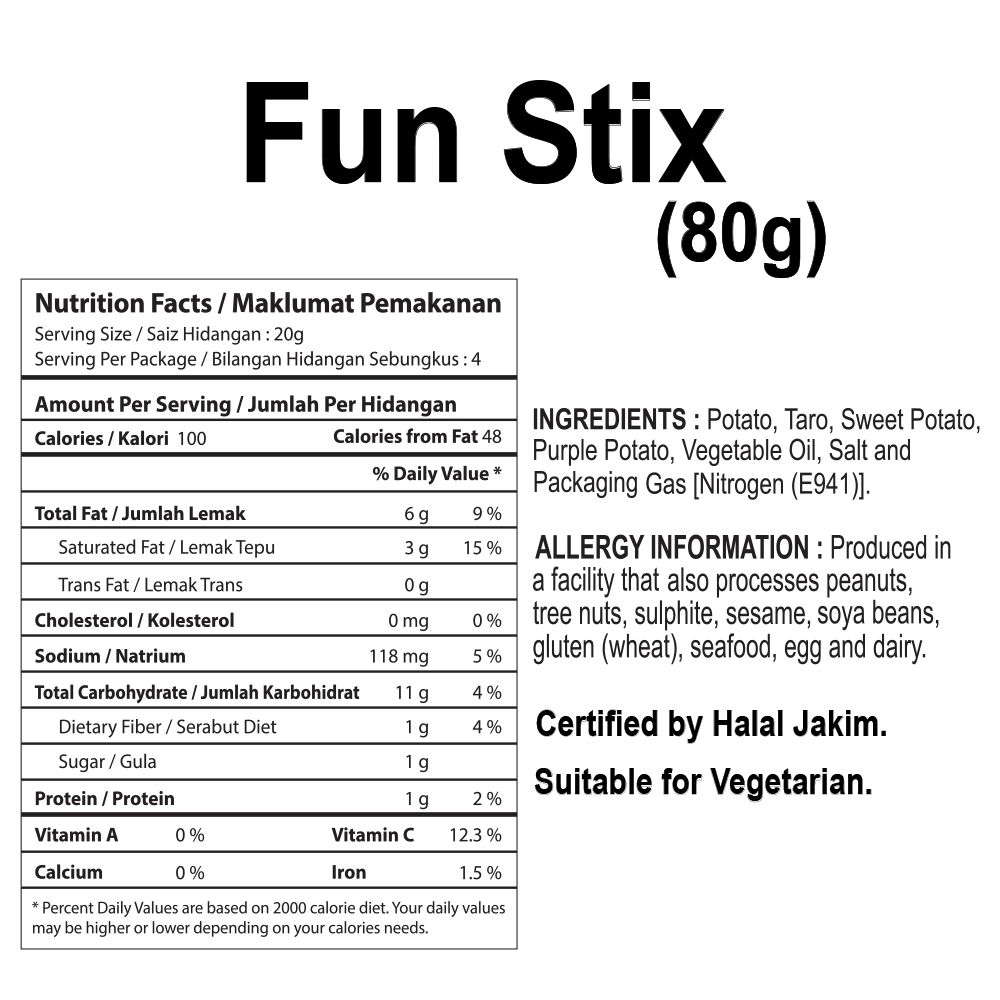 Fun Stix
(80g)
Nutrition Facts / Maklumat Pemakanan
Serving Size / Saiz Hidangan : 20g
Serving Per Package / Bilangan Hidangan Sebungkus : 4
Amount Per Serving / Jumlah Per Hidangan
Calories / Kalori 100 Calories from Fat 48
% Daily Value *
Total Fat / Jumlah Lemak 6 g 9 %
Saturated Fat / Lemak Tepu 3 g 15 %
Trans Fat / Lemak Trans 0 g
Cholesterol / Kolesterol 0 mg 0 %
Sodium / Natrium 118 mg 5 %
Total Carbohydrate / Jumlah Karbohidrat 11 g 4 %
Dietary Fiber / Serabut Diet 1 g 4 %
Sugar / Gula 1 g
Protein / Protein 1 g 2 %
Vitamin A 0 % Vitamin C 12.3 %
Calcium 0 % Iron 1.5 %
* Percent Daily Values are based on 2000 calorie diet. Your daily values
may be higher or lower depending on your calories needs.
INGREDIENTS : Potato, Taro, Sweet Potato,
Purple Potato, Vegetable Oil, Salt and
Packaging Gas [Nitrogen (E941)].
ALLERGY INFORMATION : Produced in
a facility that also processes peanuts,
tree nuts, sulphite, sesame, soya beans,
gluten (wheat), seafood, egg and dairy.
Certified by Halal Jakim.
Suitable for Vegetarian.